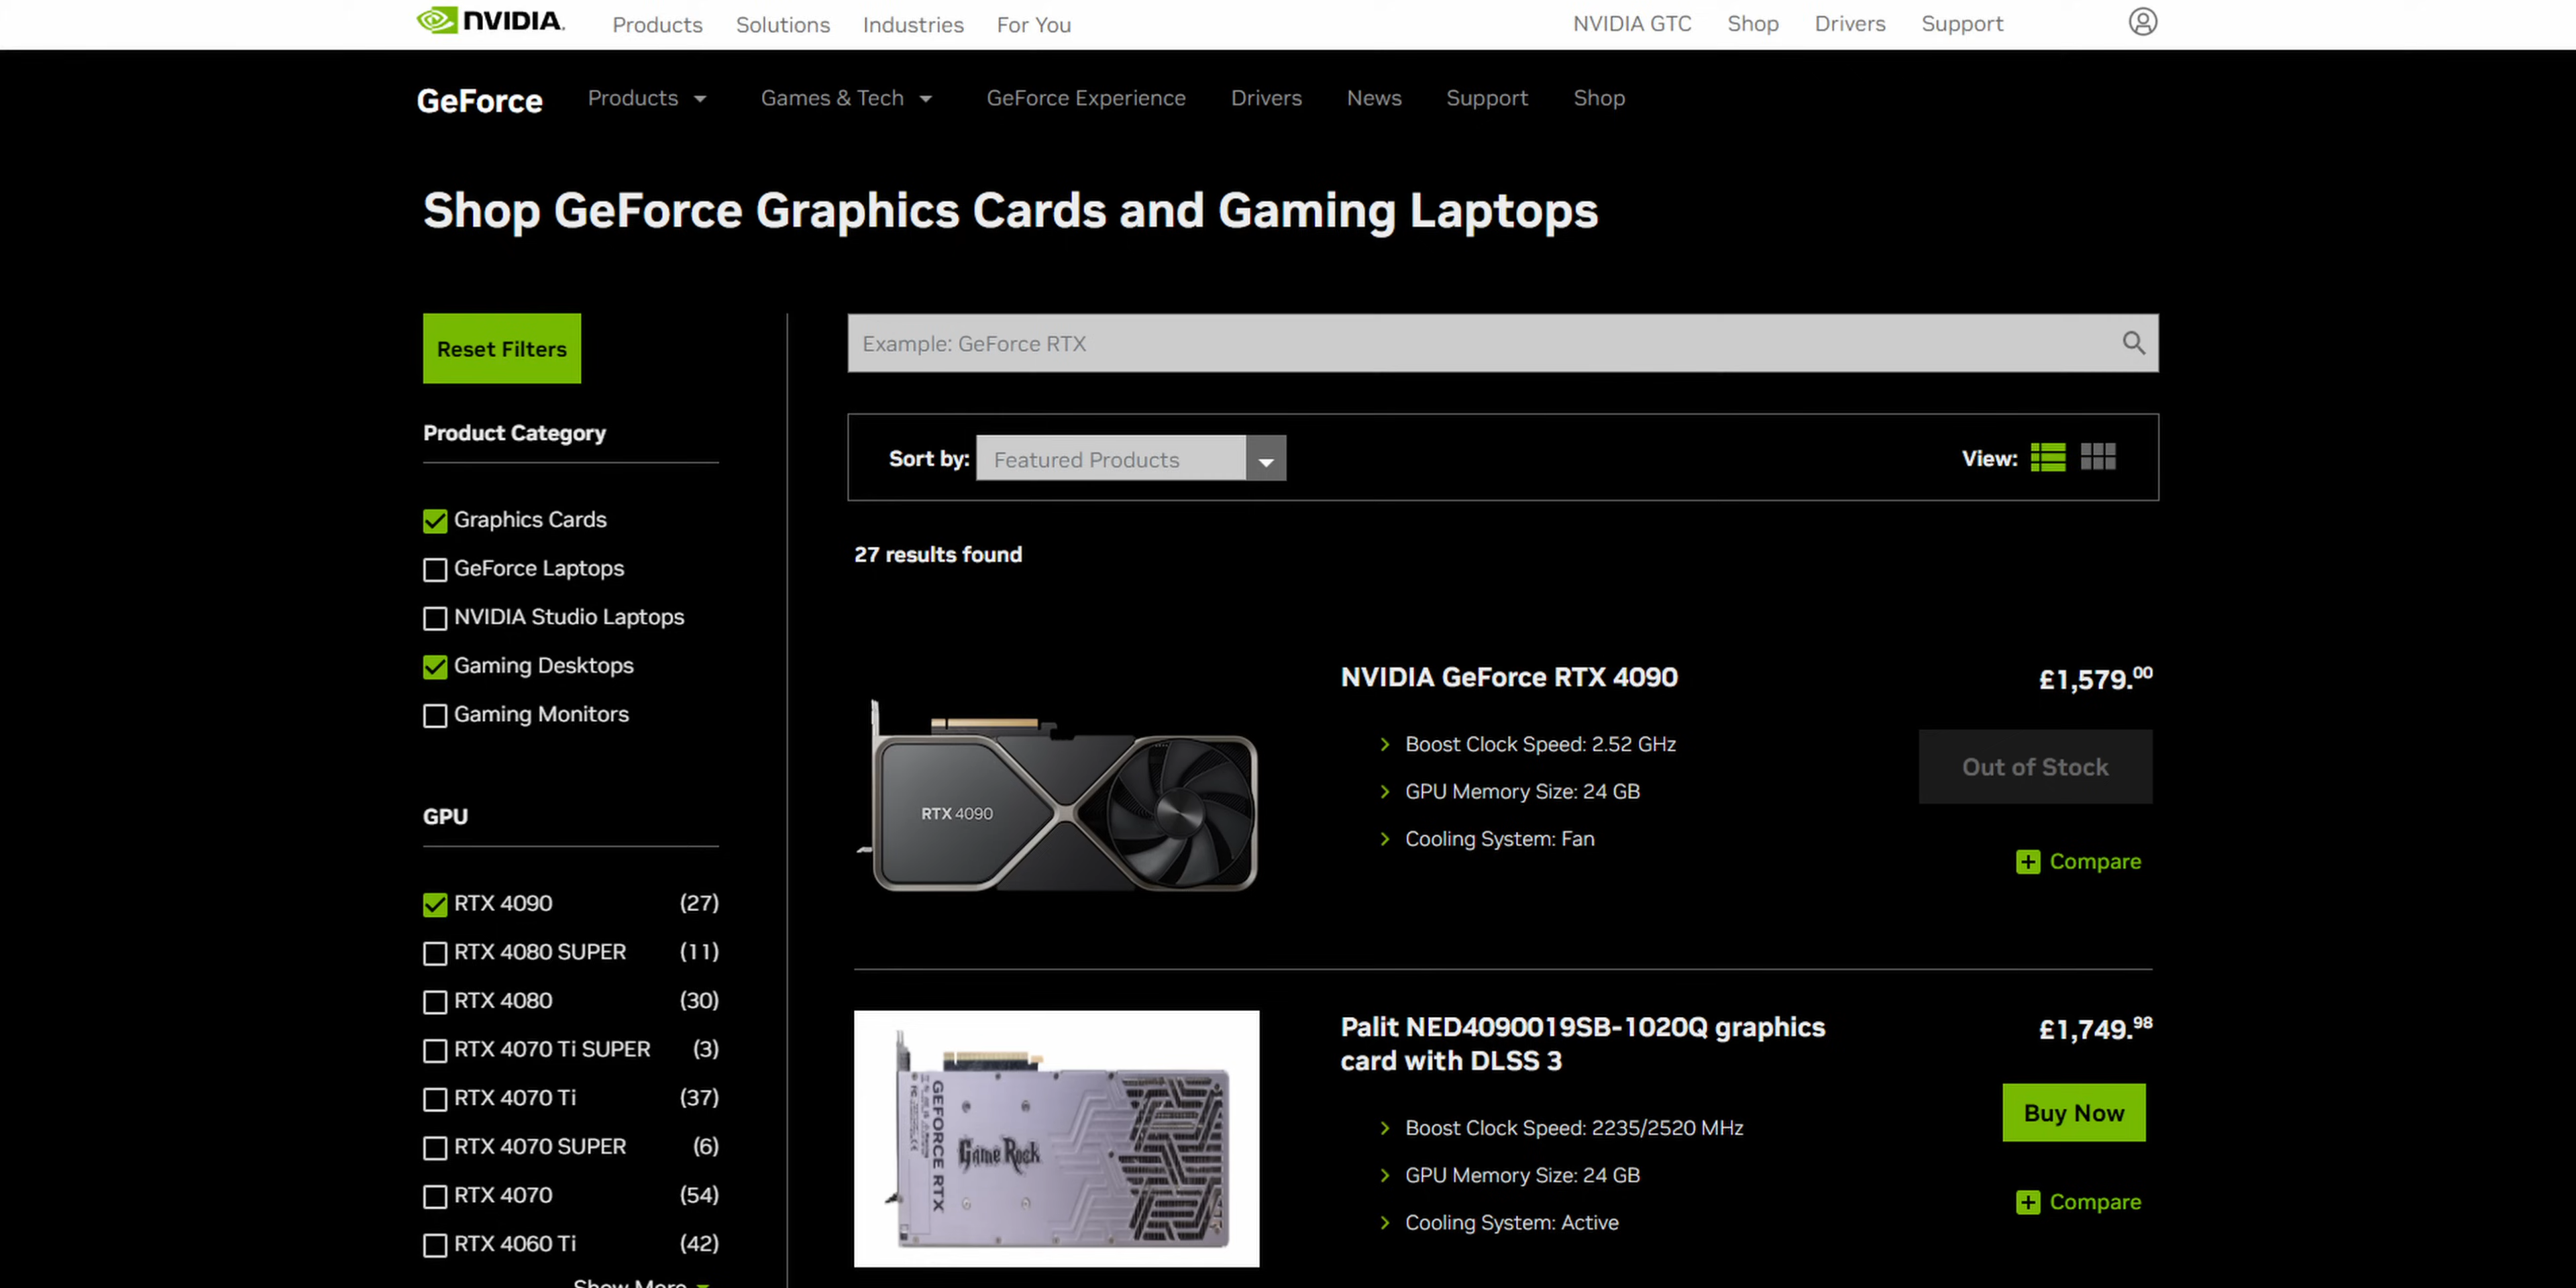 NVIDIA.
Products Solutions Industries For You
NVIDIA GTC Shop Drivers Support
GeForce Products Games & Tech GeForce Experience Drivers News Support Shop
Shop GeForce Graphics Cards and Gaming Laptops
Reset Filters
Product Category
Graphics Cards
GeForce Laptops
NVIDIA Studio Laptops
Gaming Desktops
Gaming Monitors
GPU
RTX 4090 (27)
RTX 4080 SUPER (11)
RTX 4080 (30)
RTX 4070 Ti SUPER (3)
RTX 4070 Ti (37)
RTX 4070 SUPER (6)
RTX 4070 (54)
RTX 4060 Ti (42)
Show More
Example: GeForce RTX
Sort by: Featured Products
View:
27 results found
RTX 4090
NVIDIA GeForce RTX 4090
Boost Clock Speed: 2.52 GHz
GPU Memory Size: 24 GB
Cooling System: Fan
£1,579.00
Out of Stock
Compare
GEFORCE RTX
GameRock
Palit NED4090019SB-1020Q graphics
card with DLSS 3
Boost Clock Speed: 2235/2520 MHz
GPU Memory Size: 24 GB
Cooling System: Active
£1,749.98
Buy Now
Compare